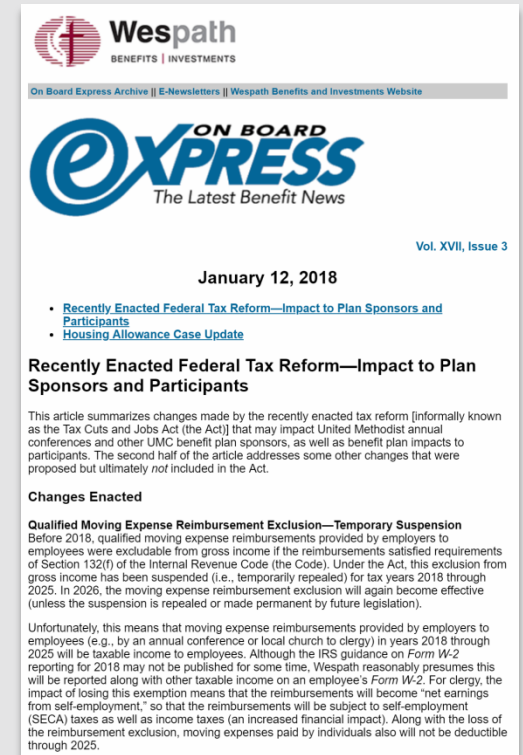 Wespath
BENEFITS | INVESTMENTS
On Board Express Archive || E-Newsletters || Wespath Benefits and Investments Website
ON BOARD
eXPRESS
The Latest Benefit News
Vol. XVII, Issue 3
January 12, 2018
• Recently Enacted Federal Tax Reform—Impact to Plan Sponsors and
Participants
• Housing Allowance Case Update
Recently Enacted Federal Tax Reform—Impact to Plan
Sponsors and Participants
This article summarizes changes made by the recently enacted tax reform [informally known
as the Tax Cuts and Jobs Act (the Act)] that may impact United Methodist annual
conferences and other UMC benefit plan sponsors, as well as benefit plan impacts to
participants. The second half of the article addresses some other changes that were
proposed but ultimately not included in the Act.
Changes Enacted
Qualified Moving Expense Reimbursement Exclusion—Temporary Suspension
Before 2018, qualified moving expense reimbursements provided by employers to
employees were excludable from gross income if the reimbursements satisfied requirements
of Section 132(f) of the Internal Revenue Code (the Code). Under the Act, this exclusion from
gross income has been suspended (i.e., temporarily repealed) for tax years 2018 through
2025. In 2026, the moving expense reimbursement exclusion will again become effective
(unless the suspension is repealed or made permanent by future legislation).
Unfortunately, this means that moving expense reimbursements provided by employers to
employees (e.g., by an annual conference or local church to clergy) in years 2018 through
2025 will be taxable income to employees. Although the IRS guidance on Form W-2
reporting for 2018 may not be published for some time, Wespath reasonably presumes this
will be reported along with other taxable income on an employee's Form W-2. For clergy, the
impact of losing this exemption means that the reimbursements will become “net earnings
from self-employment,” so that the reimbursements will be subject to self-employment
(SECA) taxes as well as income taxes (an increased financial impact). Along with the loss of
the reimbursement exclusion, moving expenses paid by individuals also will not be deductible
through 2025.